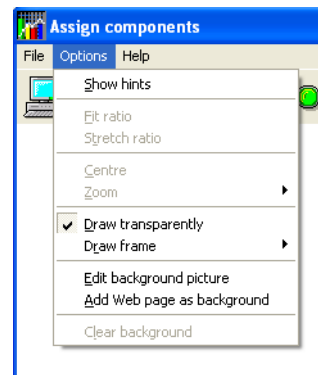 Assign components
File Options Help
Show hints
Fit ratio
Stretch ratio
Centre
Zoom
Draw transparently
Draw frame
Edit background picture
Add Web page as background
Clear background